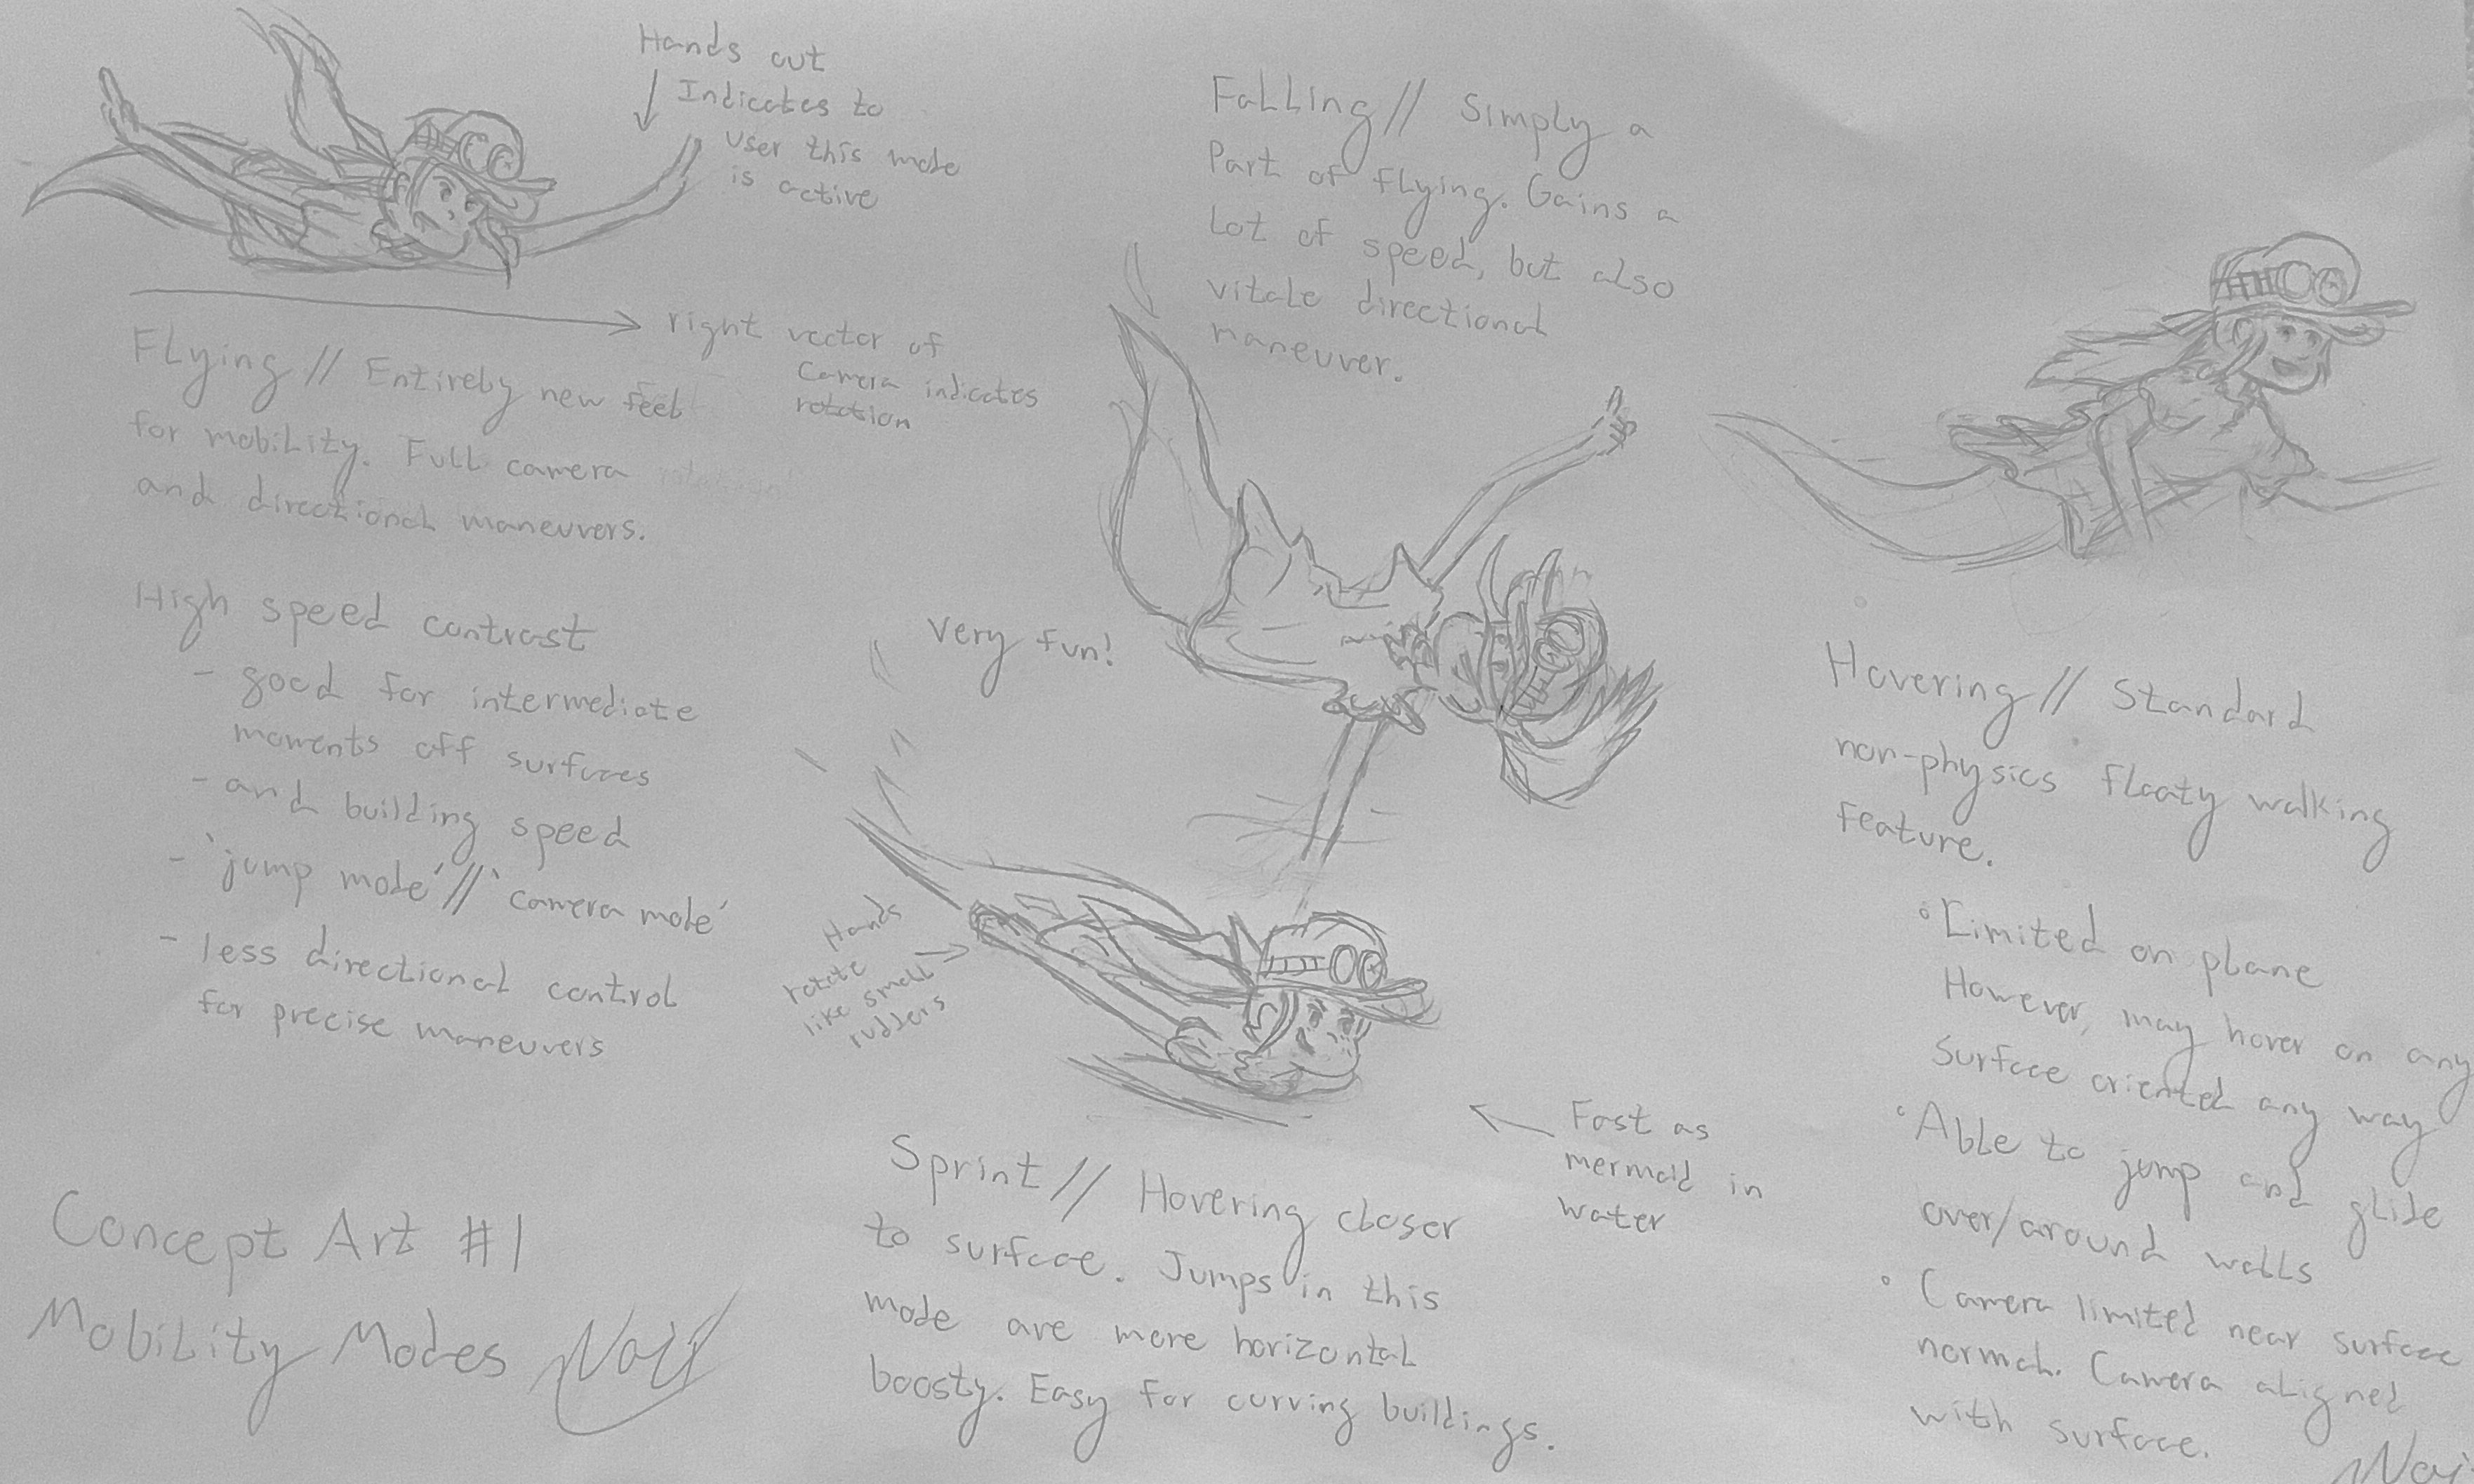 Hands out
Indicates to
user this mode
is active
right vector of
camera indicates
rotation
Flying // Entirely new feel
for mobility. Full camera
and directional maneuvers.
High speed contrast
- good for intermediate
moments off surfaces
- and building speed
- 'jump mode' // 'camera mode'
- less directional control
for precise maneuvers
Concept Art #1
Mobility Modes
Falling // Simply a
Part of flying. Gains a
Lot of speed, but also
vitale directional
maneuver.
Very fun!
Hands
rotate
like small
rudders
Fast as
mermaid in
water
Sprint // Hovering closer
to surface. Jumps in this
mode are more horizontal
boosty. Easy for curving buildings.
Hovering // Standard
non-physics floaty walking
feature.
° Limited on plane
However, may hover on any
surface oriented any way
° Able to jump and glide
over/around walls
° Camera limited near surface
normal. Camera aligned
with surface.